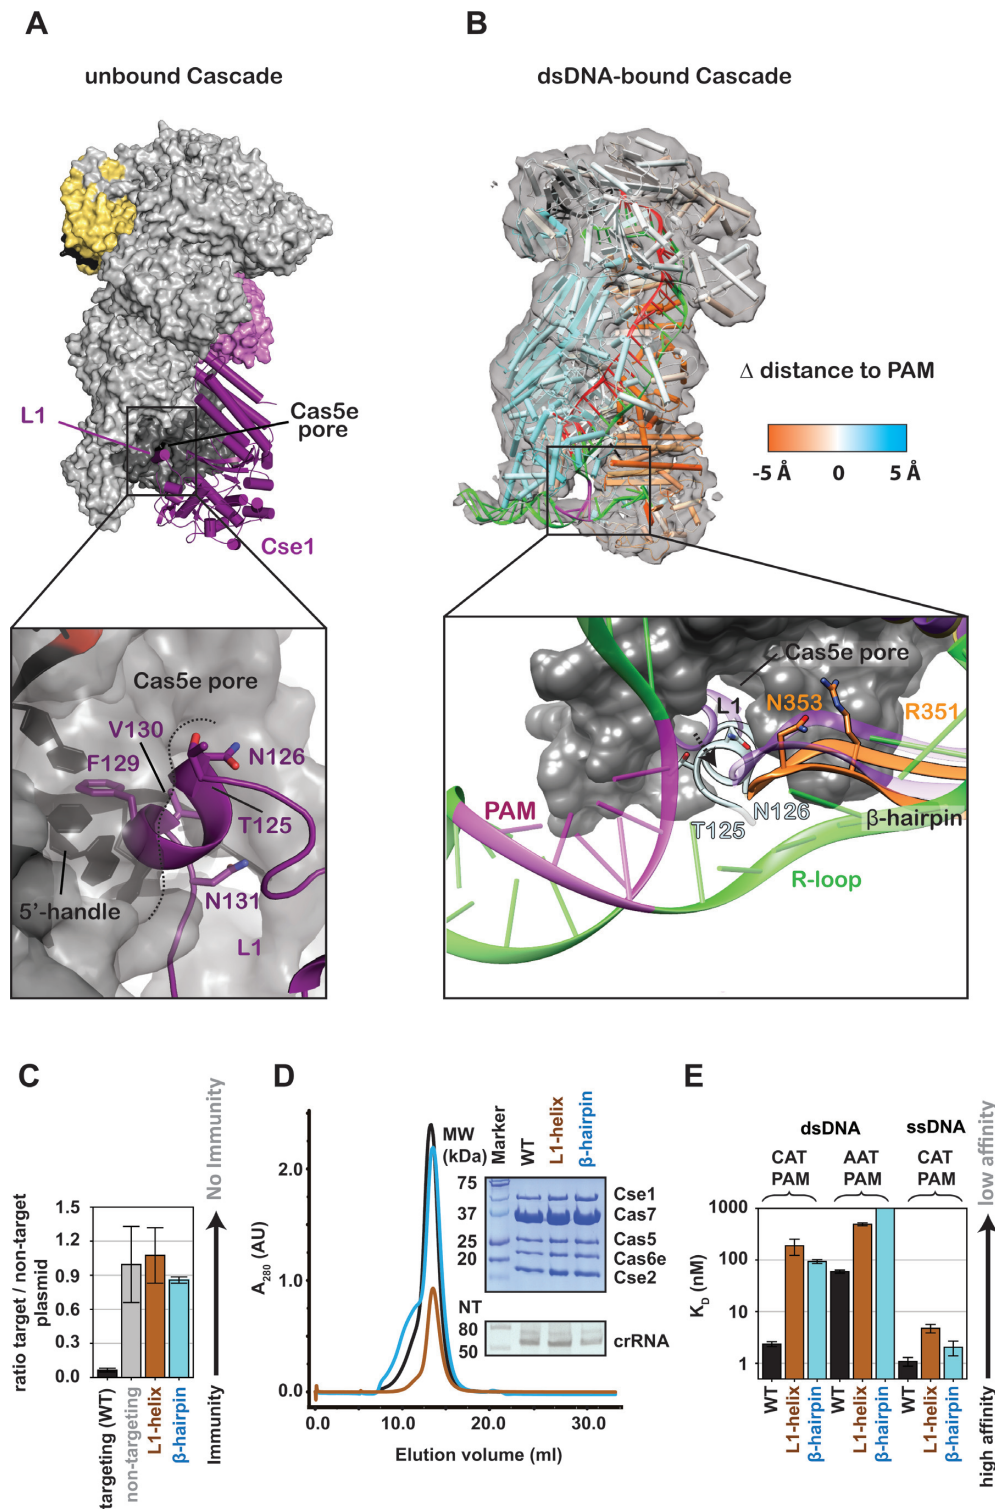 A
B
unbound Cascade
dsDNA-bound Cascade
L1
Cas5e
pore
Cse1
Δ distance to PAM
-5 Å
0
5 Å
Cas5e pore
V130
F129
N126
T125
N131
5'-handle
L1
Cas5e pore
L1
N353
R351
PAM
T125
N126
β-hairpin
R-loop
C
ratio target / non-target
plasmid
1.5
1.2
0.9
0.6
0.3
0.0
targeting (WT)
non-targeting
L1-helix
β-hairpin
No Immunity
Immunity
D
A280 (AU)
2.0
1.0
0.0
0.0
10.0
20.0
30.0
Elution volume (ml)
MW
(kDa)
Marker
WT
L1-helix
β-hairpin
75
37
25
20
Cse1
Cas7
Cas5
Cas6e
Cse2
NT
80
50
crRNA
E
dsDNA
ssDNA
CAT
PAM
AAT
PAM
CAT
PAM
KD (nM)
1000
100
10
1
WT
L1-helix
β-hairpin
WT
L1-helix
β-hairpin
WT
L1-helix
β-hairpin
low affinity
high affinity